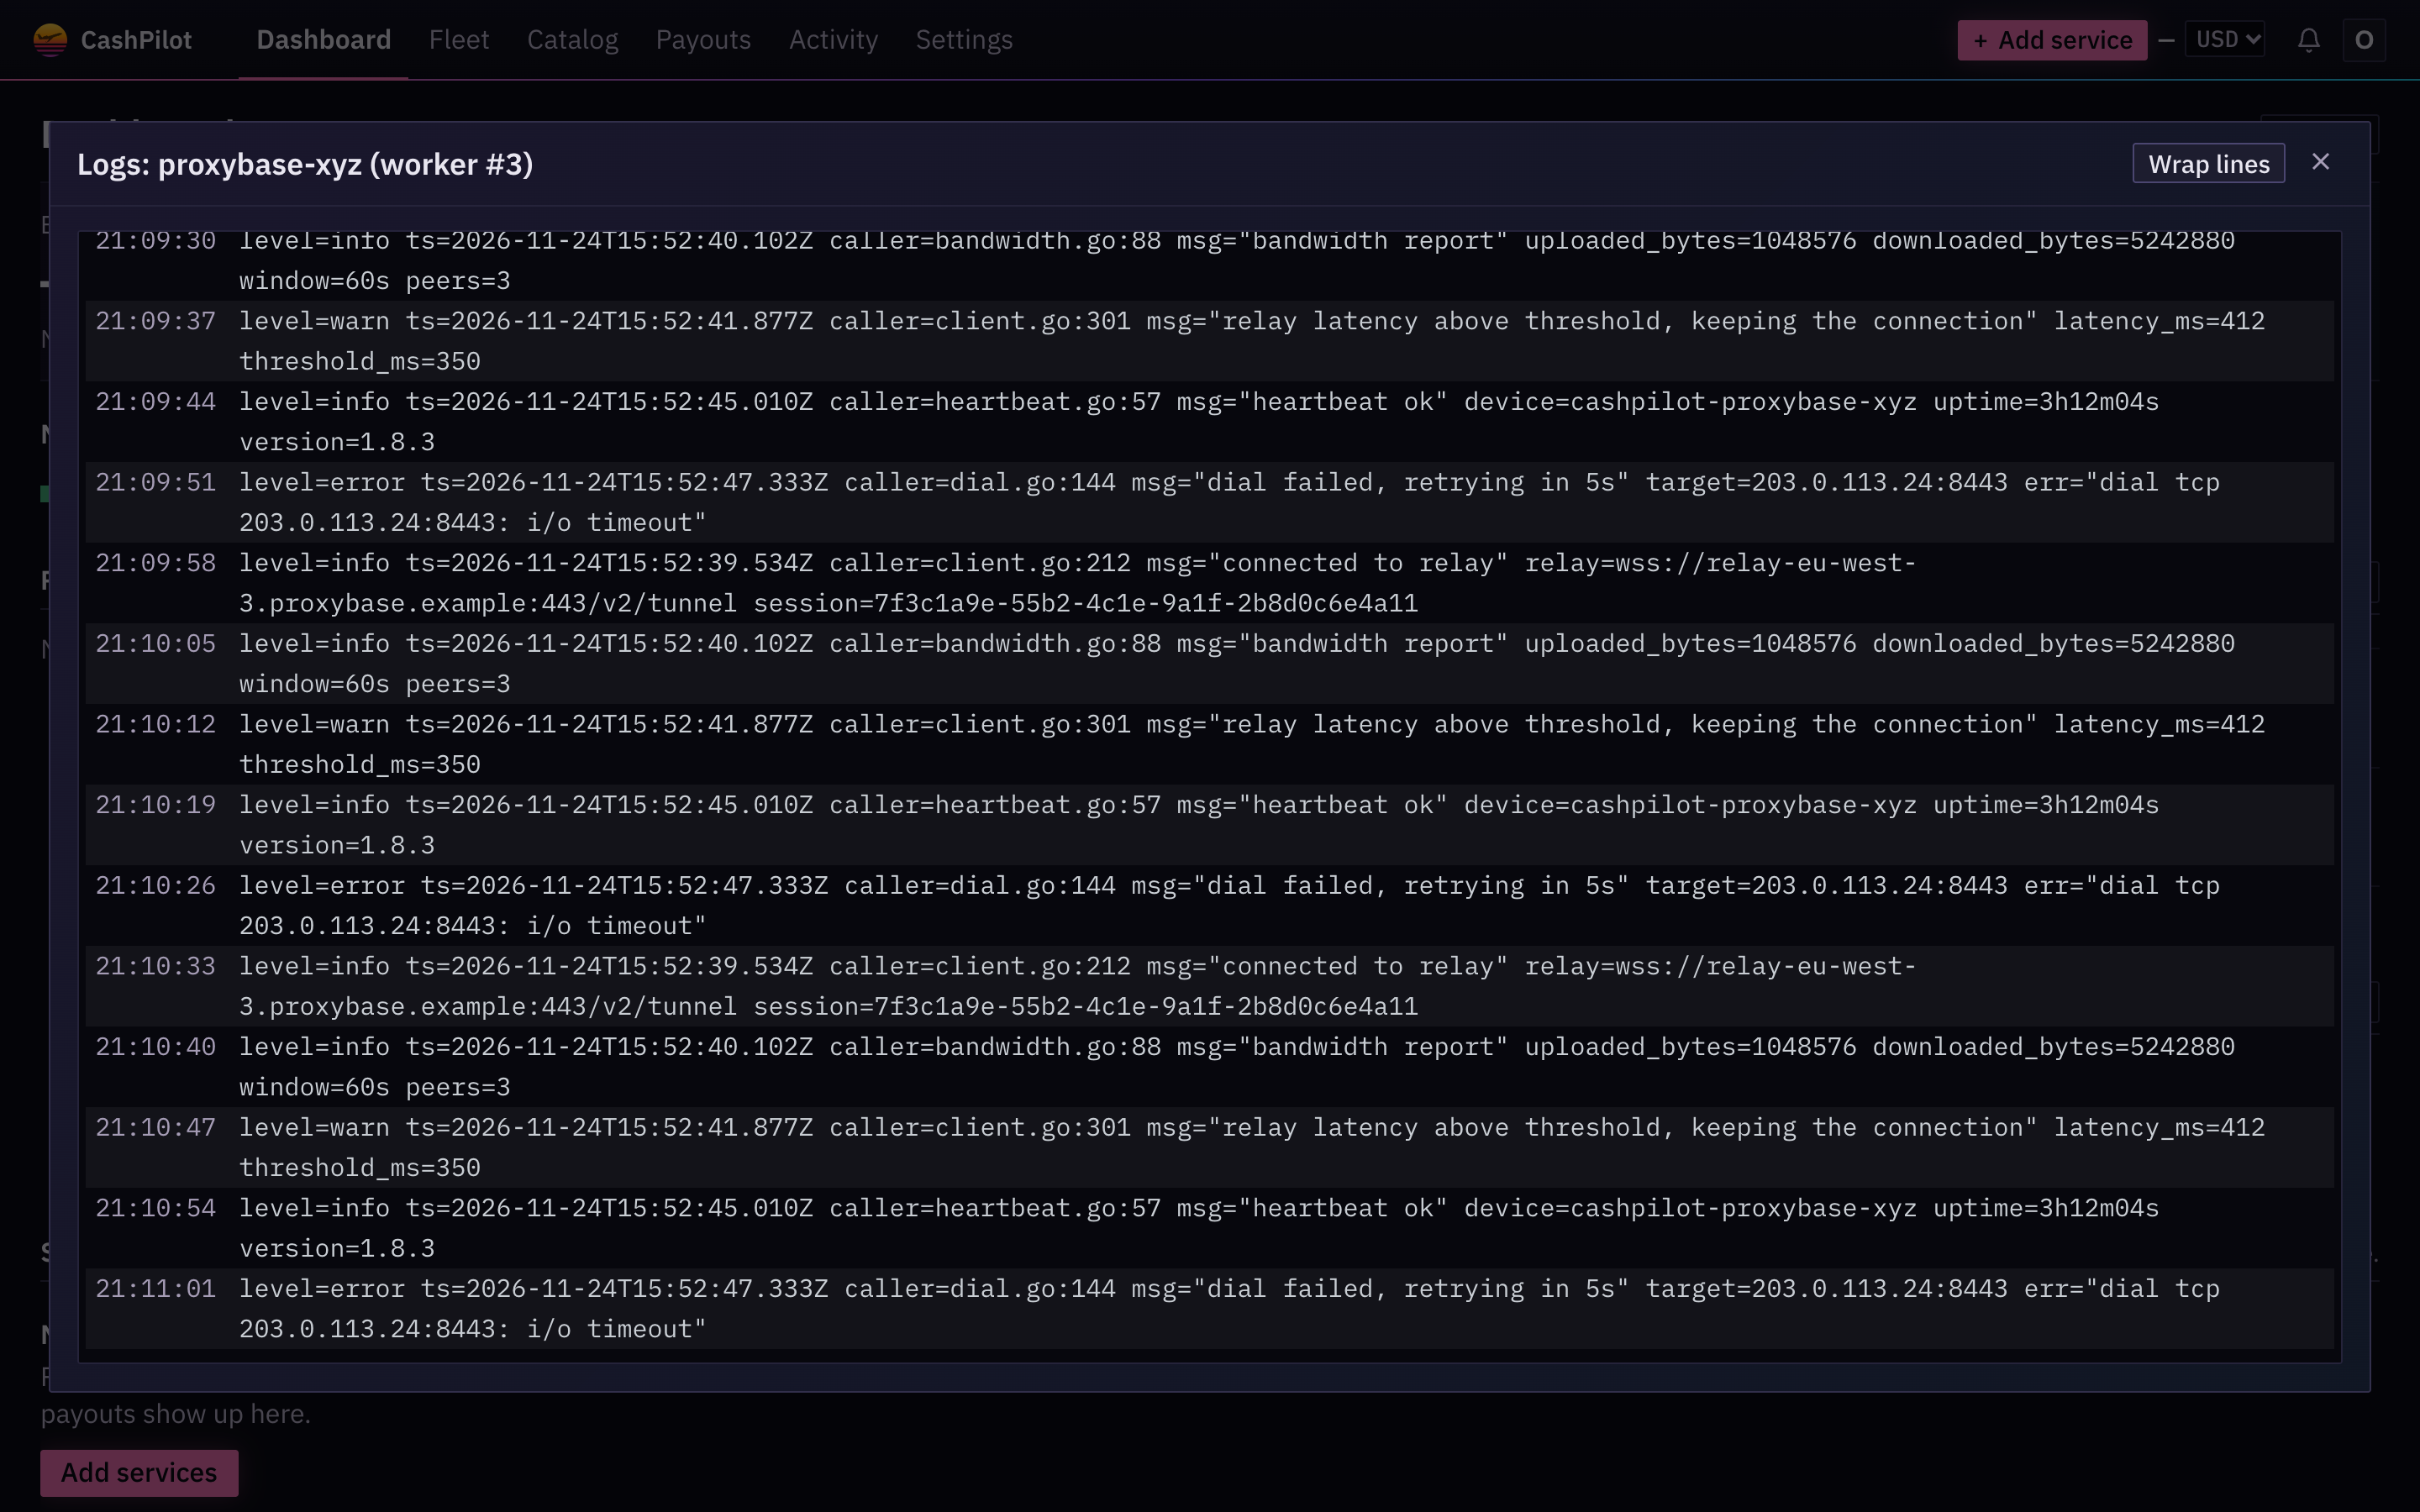 CashPilot Dashboard Fleet Catalog Payouts Activity Settings + Add service — USD O
Logs: proxybase-xyz (worker #3) Wrap lines ×
21:09:30 level=info ts=2026-11-24T15:52:40.102Z caller=bandwidth.go:88 msg="bandwidth report" uploaded_bytes=1048576 downloaded_bytes=5242880
window=60s peers=3
21:09:37 level=warn ts=2026-11-24T15:52:41.877Z caller=client.go:301 msg="relay latency above threshold, keeping the connection" latency_ms=412
threshold_ms=350
21:09:44 level=info ts=2026-11-24T15:52:45.010Z caller=heartbeat.go:57 msg="heartbeat ok" device=cashpilot-proxybase-xyz uptime=3h12m04s
version=1.8.3
21:09:51 level=error ts=2026-11-24T15:52:47.333Z caller=dial.go:144 msg="dial failed, retrying in 5s" target=203.0.113.24:8443 err="dial tcp
203.0.113.24:8443: i/o timeout"
21:09:58 level=info ts=2026-11-24T15:52:39.534Z caller=client.go:212 msg="connected to relay" relay=wss://relay-eu-west-
3.proxybase.example:443/v2/tunnel session=7f3c1a9e-55b2-4c1e-9a1f-2b8d0c6e4a11
21:10:05 level=info ts=2026-11-24T15:52:40.102Z caller=bandwidth.go:88 msg="bandwidth report" uploaded_bytes=1048576 downloaded_bytes=5242880
window=60s peers=3
21:10:12 level=warn ts=2026-11-24T15:52:41.877Z caller=client.go:301 msg="relay latency above threshold, keeping the connection" latency_ms=412
threshold_ms=350
21:10:19 level=info ts=2026-11-24T15:52:45.010Z caller=heartbeat.go:57 msg="heartbeat ok" device=cashpilot-proxybase-xyz uptime=3h12m04s
version=1.8.3
21:10:26 level=error ts=2026-11-24T15:52:47.333Z caller=dial.go:144 msg="dial failed, retrying in 5s" target=203.0.113.24:8443 err="dial tcp
203.0.113.24:8443: i/o timeout"
21:10:33 level=info ts=2026-11-24T15:52:39.534Z caller=client.go:212 msg="connected to relay" relay=wss://relay-eu-west-
3.proxybase.example:443/v2/tunnel session=7f3c1a9e-55b2-4c1e-9a1f-2b8d0c6e4a11
21:10:40 level=info ts=2026-11-24T15:52:40.102Z caller=bandwidth.go:88 msg="bandwidth report" uploaded_bytes=1048576 downloaded_bytes=5242880
window=60s peers=3
21:10:47 level=warn ts=2026-11-24T15:52:41.877Z caller=client.go:301 msg="relay latency above threshold, keeping the connection" latency_ms=412
threshold_ms=350
21:10:54 level=info ts=2026-11-24T15:52:45.010Z caller=heartbeat.go:57 msg="heartbeat ok" device=cashpilot-proxybase-xyz uptime=3h12m04s
version=1.8.3
21:11:01 level=error ts=2026-11-24T15:52:47.333Z caller=dial.go:144 msg="dial failed, retrying in 5s" target=203.0.113.24:8443 err="dial tcp
203.0.113.24:8443: i/o timeout"
payouts show up here.
Add services